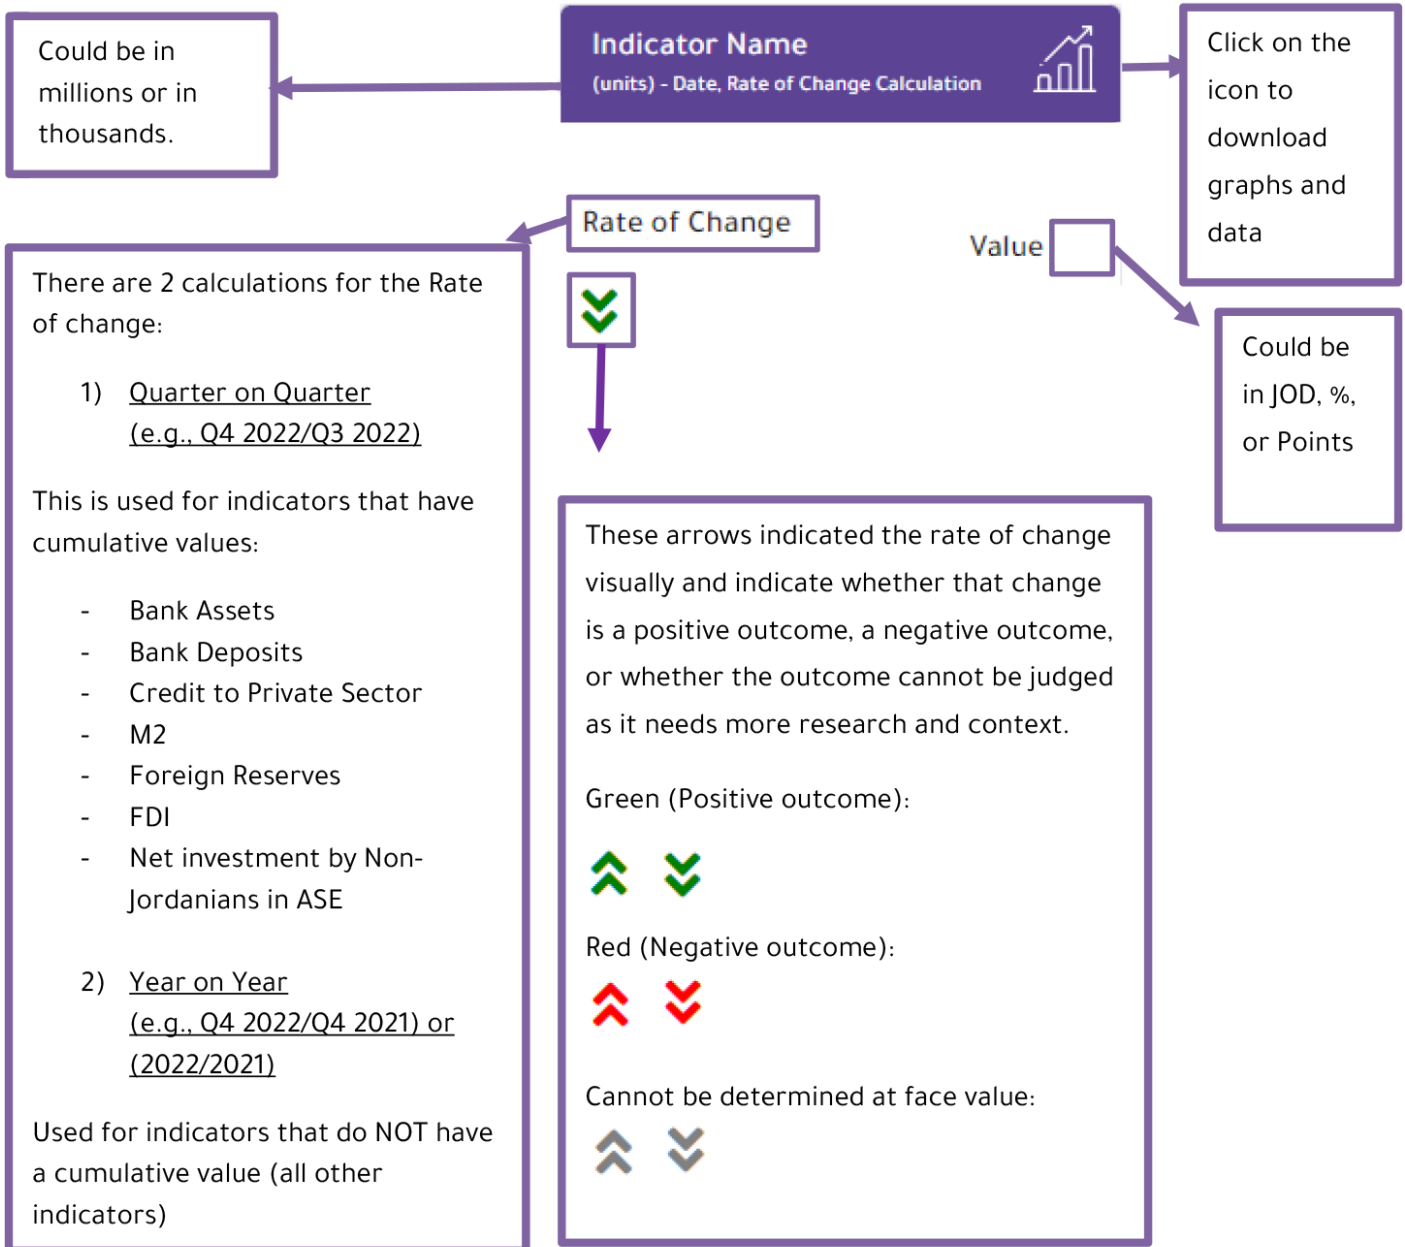 Could be in
millions or in
thousands.
Indicator Name
(units) - Date, Rate of Change Calculation
Click on the
icon to
download
graphs and
data
Rate of Change
Value
Could be
in JOD, %,
or Points
There are 2 calculations for the Rate
of change:
1) Quarter on Quarter
(e.g., Q4 2022/Q3 2022)
This is used for indicators that have
cumulative values:
- Bank Assets
- Bank Deposits
- Credit to Private Sector
- M2
- Foreign Reserves
- FDI
- Net investment by Non-
Jordanians in ASE
2) Year on Year
(e.g., Q4 2022/Q4 2021) or
(2022/2021)
Used for indicators that do NOT have
a cumulative value (all other
indicators)
These arrows indicated the rate of change
visually and indicate whether that change
is a positive outcome, a negative outcome,
or whether the outcome cannot be judged
as it needs more research and context.
Green (Positive outcome):
Red (Negative outcome):
Cannot be determined at face value: